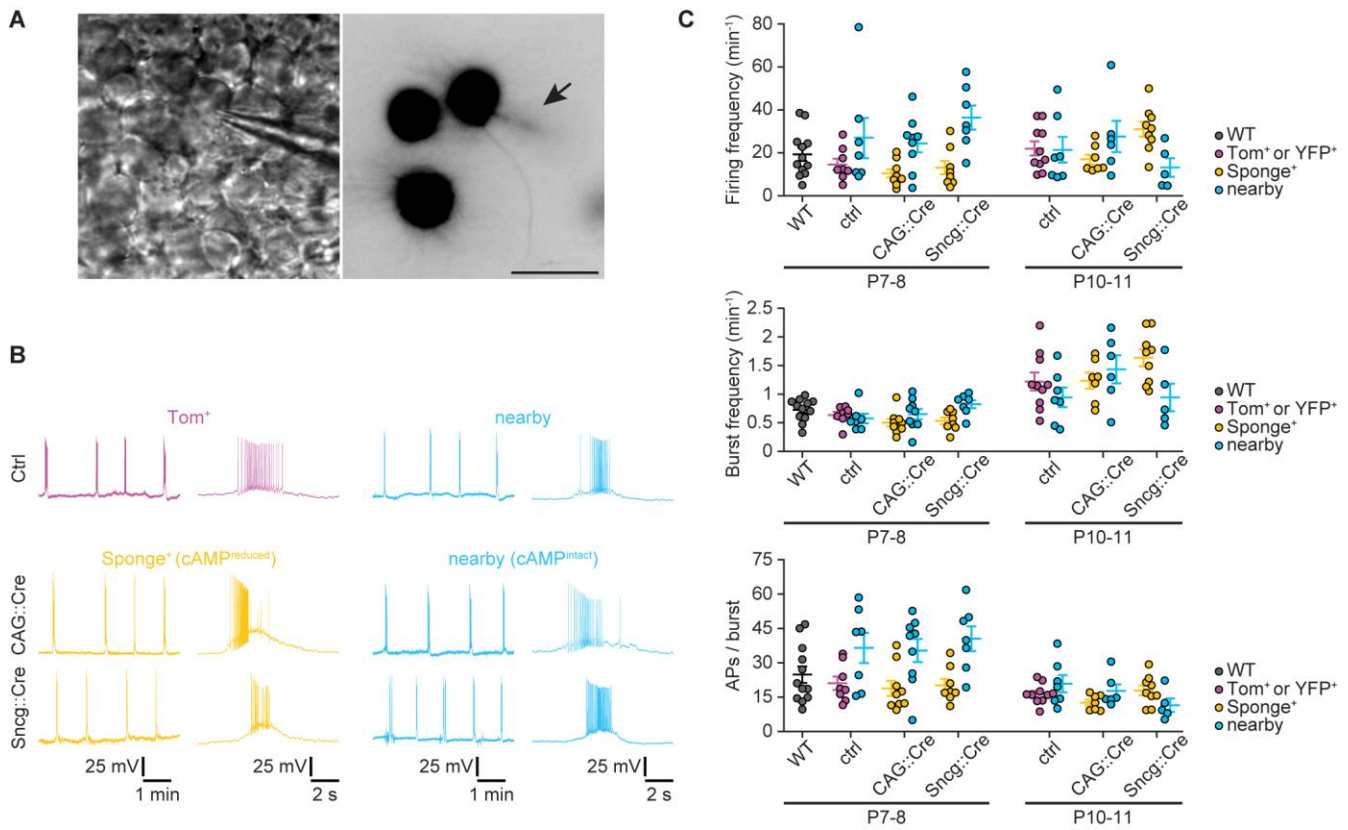 A
B
Tom⁺
nearby
Ctrl
Sponge⁺ (cAMPʳᵉᵈᵘᶜᵉᵈ)
nearby (cAMPⁱⁿᵗᵃᶜᵗ)
CAG::Cre
Sncg::Cre
25 mV
1 min
25 mV
2 s
25 mV
1 min
25 mV
2 s
C
Firing frequency (min⁻¹)
80
60
40
20
0
WT
ctrl
CAG::Cre
Sncg::Cre
ctrl
CAG::Cre
Sncg::Cre
P7-8
P10-11
WT
Tom⁺ or YFP⁺
Sponge⁺
nearby
Burst frequency (min⁻¹)
2.5
2
1.5
1
0.5
0
WT
ctrl
CAG::Cre
Sncg::Cre
ctrl
CAG::Cre
Sncg::Cre
P7-8
P10-11
WT
Tom⁺ or YFP⁺
Sponge⁺
nearby
APs / burst
75
60
45
30
15
0
WT
ctrl
CAG::Cre
Sncg::Cre
ctrl
CAG::Cre
Sncg::Cre
P7-8
P10-11
WT
Tom⁺ or YFP⁺
Sponge⁺
nearby